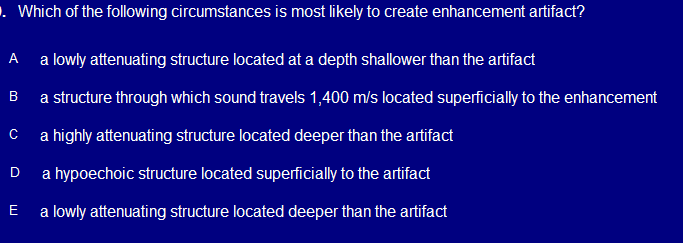 . Which of the following circumstances is most likely to create enhancement artifact?
A a lowly attenuating structure located at a depth shallower than the artifact
B a structure through which sound travels 1,400 m/s located superficially to the enhancement
C a highly attenuating structure located deeper than the artifact
D a hypoechoic structure located superficially to the artifact
E a lowly attenuating structure located deeper than the artifact